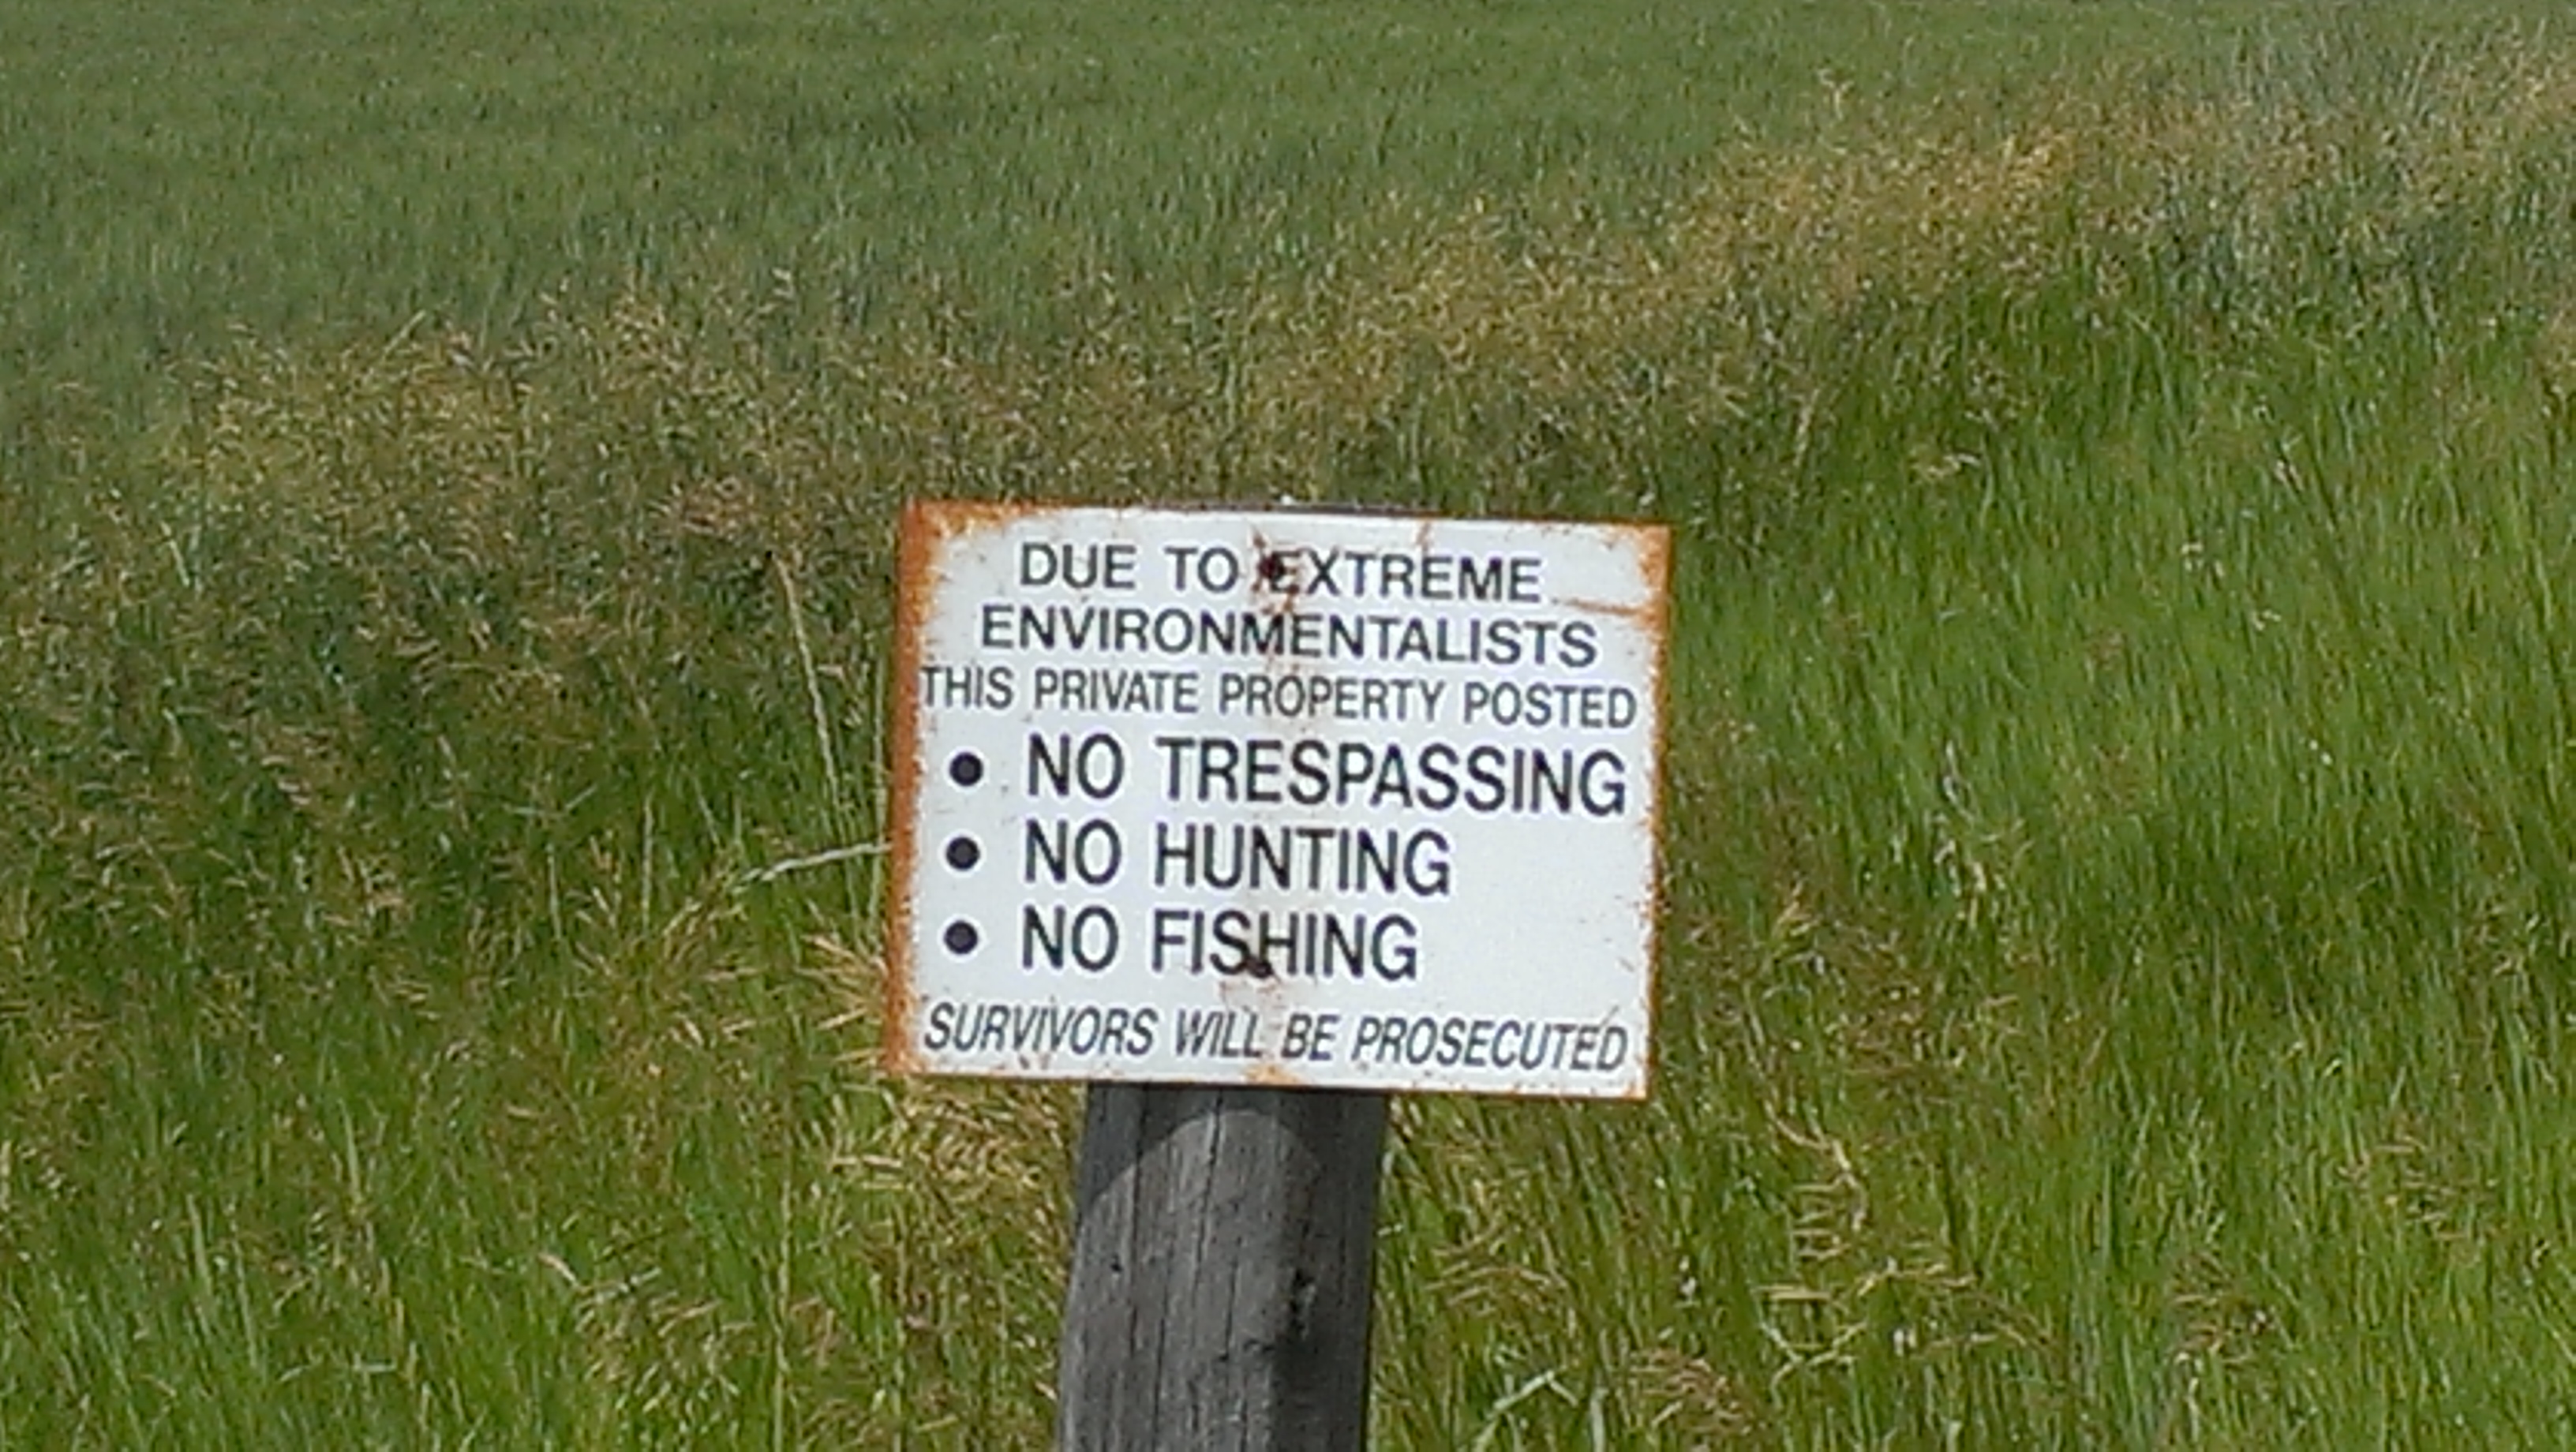 DUE TO EXTREME
ENVIRONMENTALISTS
THIS PRIVATE PROPERTY POSTED
• NO TRESPASSING
• NO HUNTING
• NO FISHING
SURVIVORS WILL BE PROSECUTED